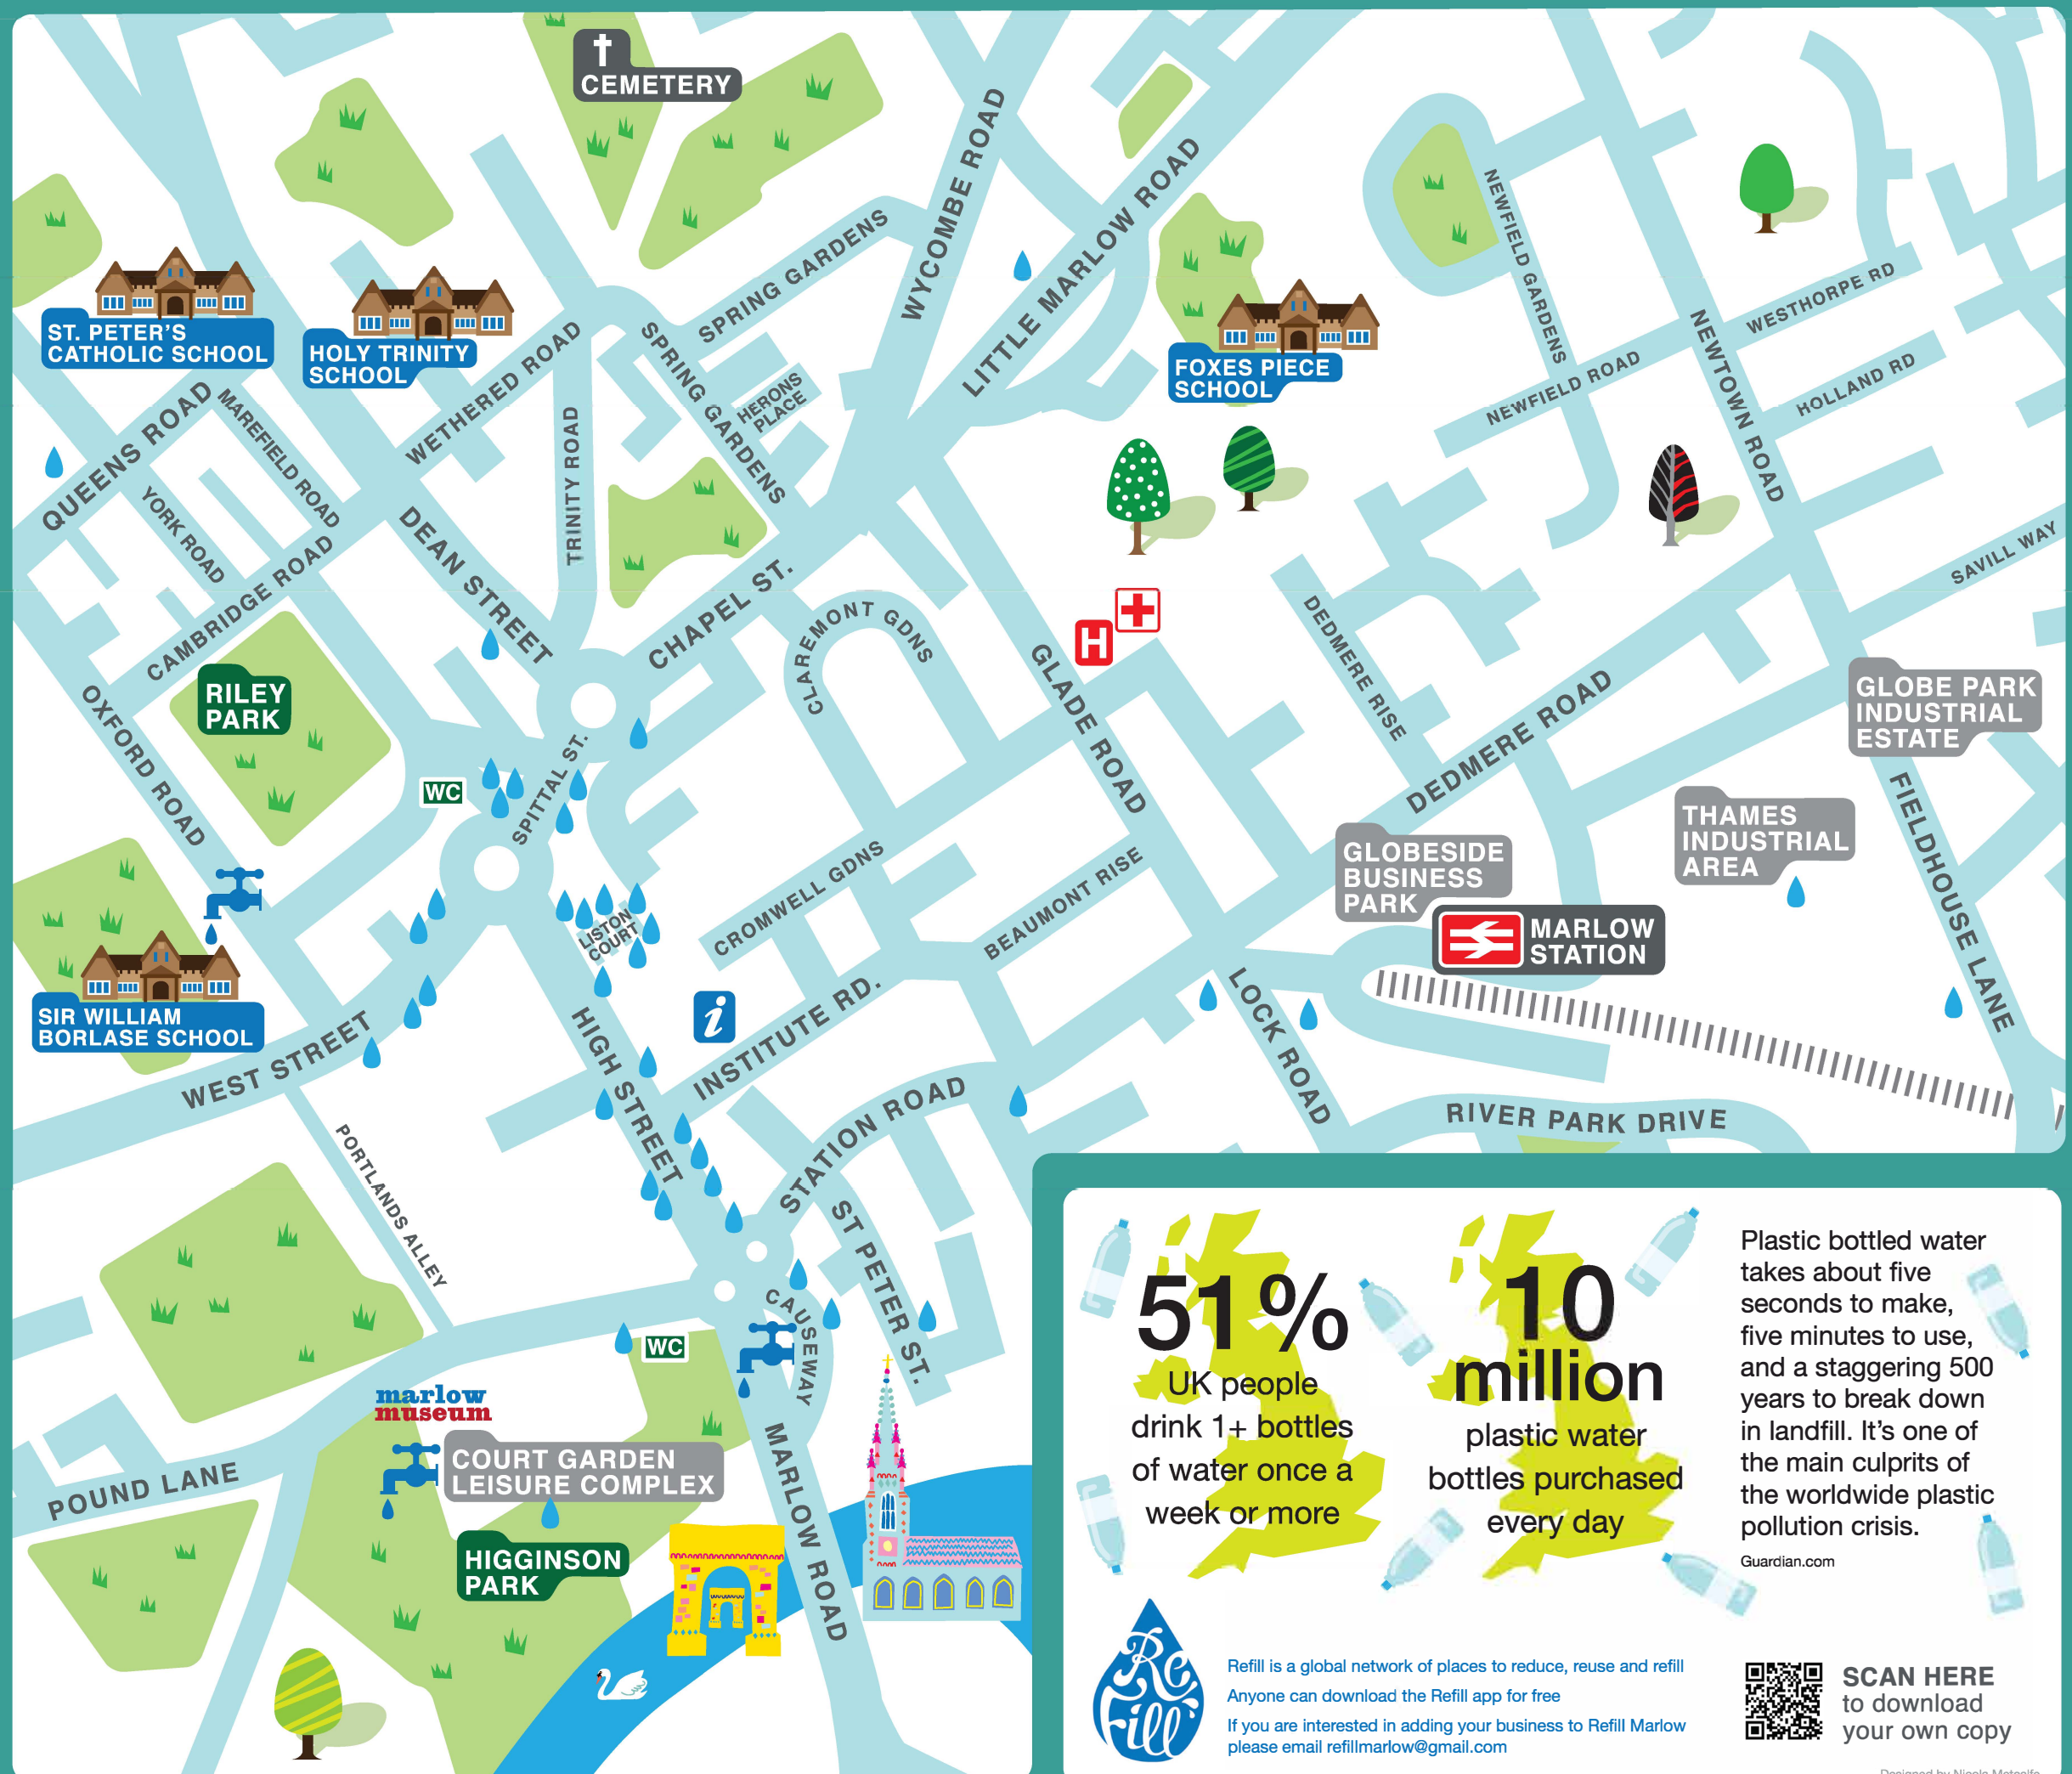 CEMETERY
WYCOMBE ROAD
LITTLE MARLOW ROAD
SPRING GARDENS
NEWFIELD GARDENS
ST. PETER'S
CATHOLIC SCHOOL
HOLY TRINITY
SCHOOL
WETHERED ROAD
SPRING GARDENS
HERONS
PLACE
FOXES PIECE
SCHOOL
NEWFIELD ROAD
NEWTOWN ROAD
WESTHORPE RD
HOLLAND RD
QUEENS ROAD
MAREFIELD ROAD
YORK ROAD
CAMBRIDGE ROAD
DEAN STREET
TRINITY ROAD
CHAPEL ST.
CLAREMONT GDNS
SAVILL WAY
H
GLADE ROAD
DEDMERE RISE
DEDMERE ROAD
RILEY
PARK
OXFORD ROAD
WC
SPITTAL ST.
GLOBE PARK
INDUSTRIAL
ESTATE
THAMES
INDUSTRIAL
AREA
FIELDHOUSE LANE
GLOBESIDE
BUSINESS
PARK
MARLOW
STATION
CROMWELL GDNS
BEAUMONT RISE
LISTON
COURT
SIR WILLIAM
BORLASE SCHOOL
WEST STREET
HIGH STREET
i
INSTITUTE RD.
LOCK ROAD
STATION ROAD
RIVER PARK DRIVE
PORTLANDS ALLEY
ST PETER ST.
CAUSEWAY
WC
marlow
museum
COURT GARDEN
LEISURE COMPLEX
POUND LANE
HIGGINSON
PARK
MARLOW ROAD
51%
UK people
drink 1+ bottles
of water once a
week or more
10
million
plastic water
bottles purchased
every day
Plastic bottled water
takes about five
seconds to make,
five minutes to use,
and a staggering 500
years to break down
in landfill. It's one of
the main culprits of
the worldwide plastic
pollution crisis.
Guardian.com
ReFill
Refill is a global network of places to reduce, reuse and refill
Anyone can download the Refill app for free
If you are interested in adding your business to Refill Marlow
please email refillmarlow@gmail.com
SCAN HERE
to download
your own copy
Designed by Nicola Metcalfe